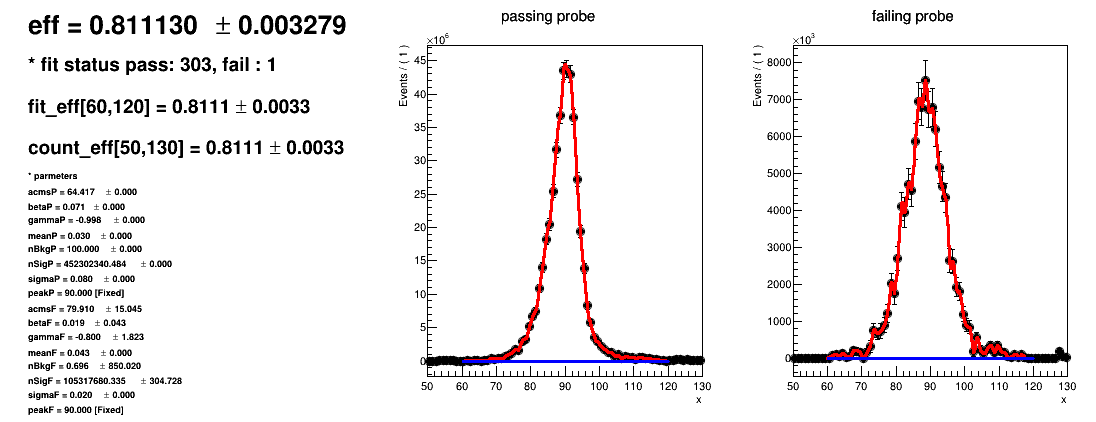 eff = 0.811130 ± 0.003279
* fit status pass: 303, fail : 1
fit_eff[60,120] = 0.8111 ± 0.0033
count_eff[50,130] = 0.8111 ± 0.0033
* parmeters
acmsP = 64.417 ± 0.000
betaP = 0.071 ± 0.000
gammaP = -0.998 ± 0.000
meanP = 0.030 ± 0.000
nBkgP = 100.000 ± 0.000
nSigP = 452302340.484 ± 0.000
sigmaP = 0.080 ± 0.000
peakP = 90.000 [Fixed]
acmsF = 79.910 ± 15.045
betaF = 0.019 ± 0.043
gammaF = -0.800 ± 1.823
meanF = 0.043 ± 0.000
nBkgF = 0.696 ± 850.020
nSigF = 105317680.335 ± 304.728
sigmaF = 0.020 ± 0.000
peakF = 90.000 [Fixed]
passing probe
×10⁶
Events / ( 1 )
45
40
35
30
25
20
15
10
5
0
50 60 70 80 90 100 110 120 130
x
failing probe
×10³
Events / ( 1 )
8000
7000
6000
5000
4000
3000
2000
1000
0
50 60 70 80 90 100 110 120 130
x